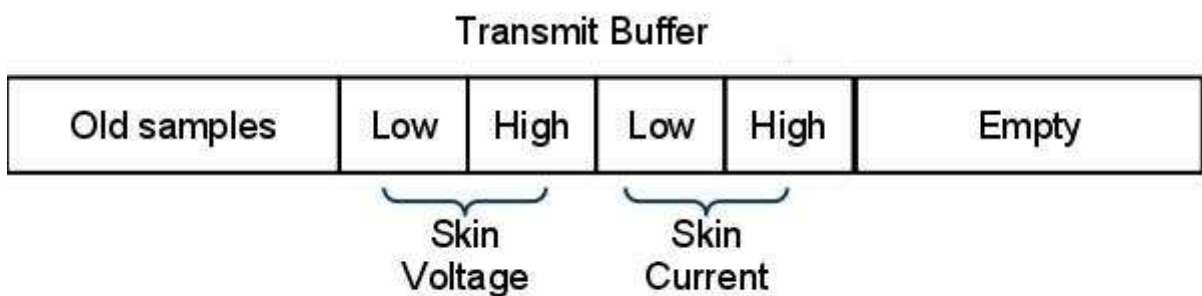 Transmit Buffer
Old samples Low High Low High Empty
Skin Skin
Voltage Current